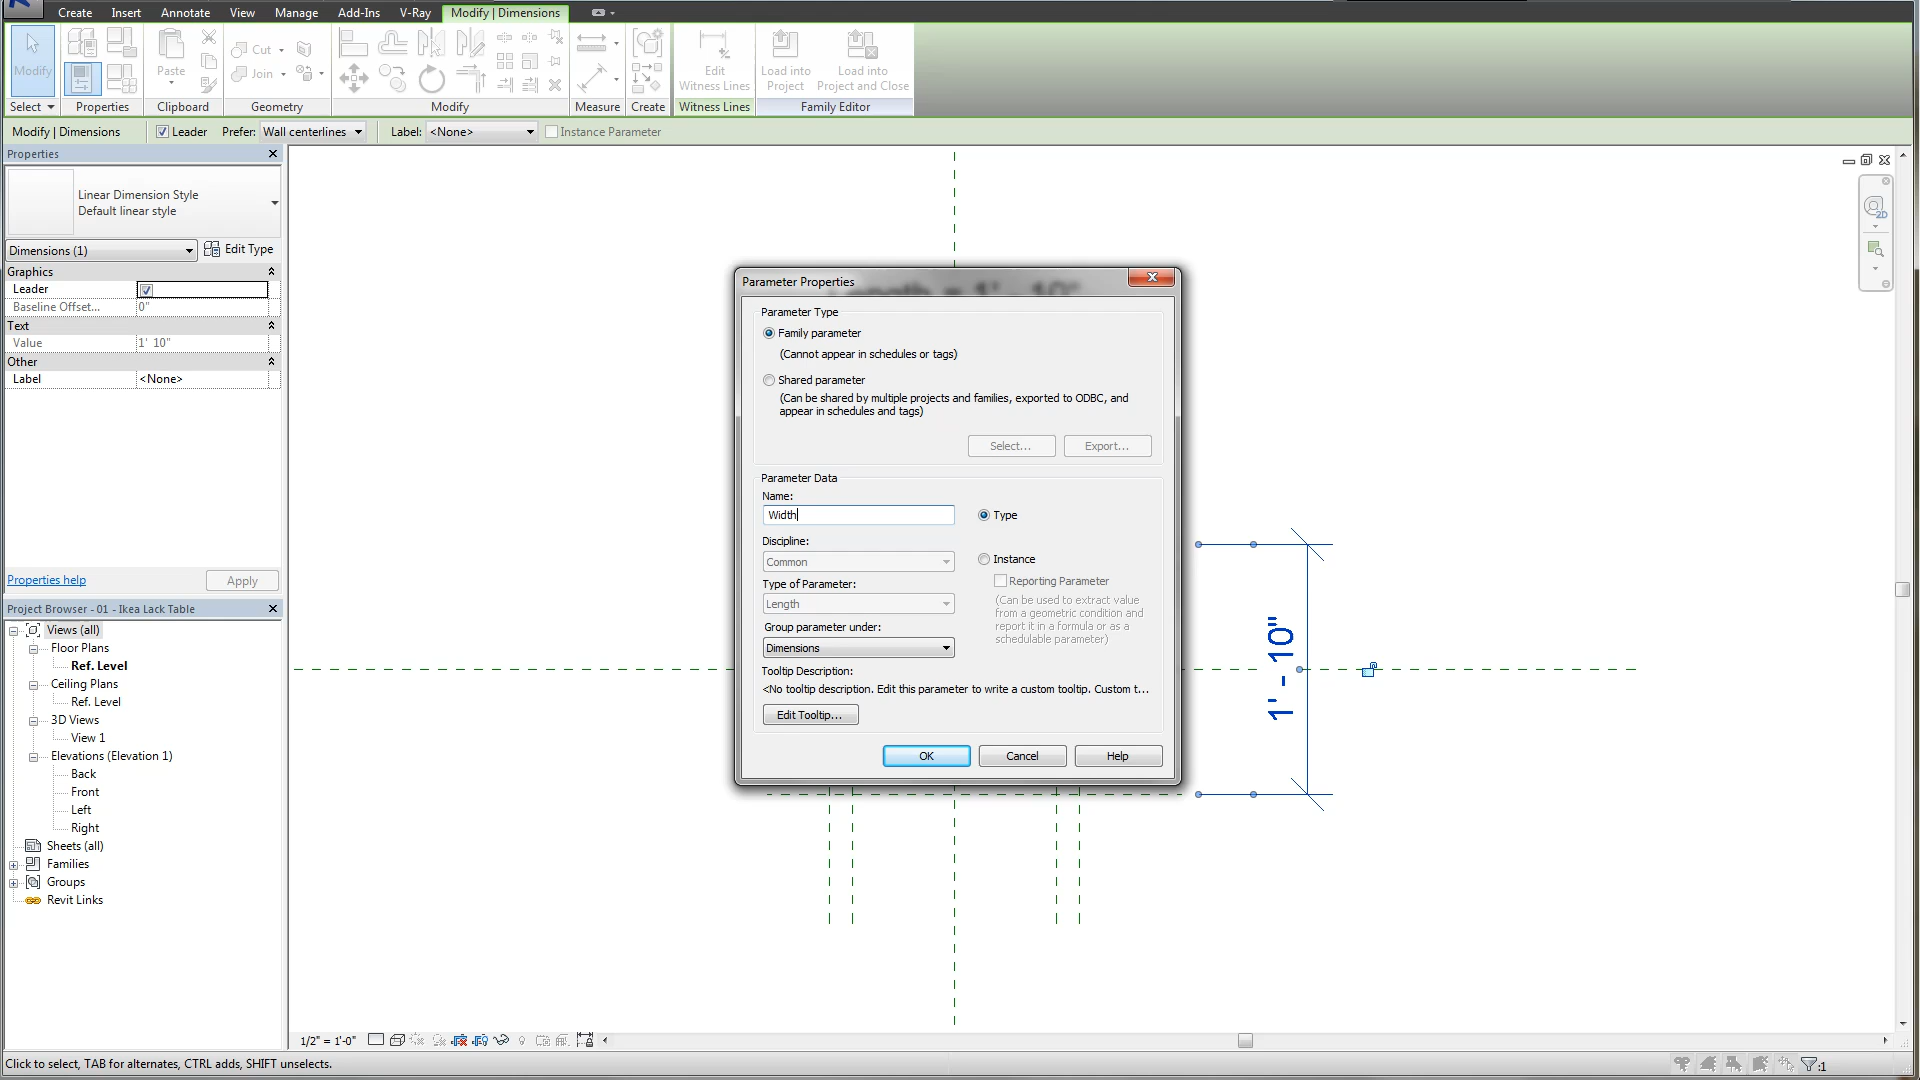 Create Insert Annotate View Manage Add-Ins V-Ray Modify | Dimensions
Modify
Paste
Cut
Join
Edit
Witness Lines
Load into
Project
Load into
Project and Close
Select Properties Clipboard Geometry Modify Measure Create Witness Lines Family Editor
Modify | Dimensions Leader Prefer: Wall centerlines Label: <None> Instance Parameter
Properties
Linear Dimension Style
Default linear style
Dimensions (1) Edit Type
Graphics
Leader
Baseline Offset... 0"
Text
Value 1' 10"
Other
Label <None>
Properties help Apply
Project Browser - 01 - Ikea Lack Table
Views (all)
Floor Plans
Ref. Level
Ceiling Plans
Ref. Level
3D Views
View 1
Elevations (Elevation 1)
Back
Front
Left
Right
Sheets (all)
Families
Groups
Revit Links
Parameter Properties
Length = 1' - 10"
Parameter Type
Family parameter
(Cannot appear in schedules or tags)
Shared parameter
(Can be shared by multiple projects and families, exported to ODBC, and
appear in schedules and tags)
Select... Export...
Parameter Data
Name:
Width
Type
Discipline:
Common
Instance
Type of Parameter:
Reporting Parameter
Length
(Can be used to extract value
from a geometric condition and
report it in a formula or as a
schedulable parameter)
Group parameter under:
Dimensions
Tooltip Description:
<No tooltip description. Edit this parameter to write a custom tooltip. Custom t...
Edit Tooltip...
OK Cancel Help
1' - 10"
2D
1/2" = 1'-0"
Click to select, TAB for alternates, CTRL adds, SHIFT unselects.
:1